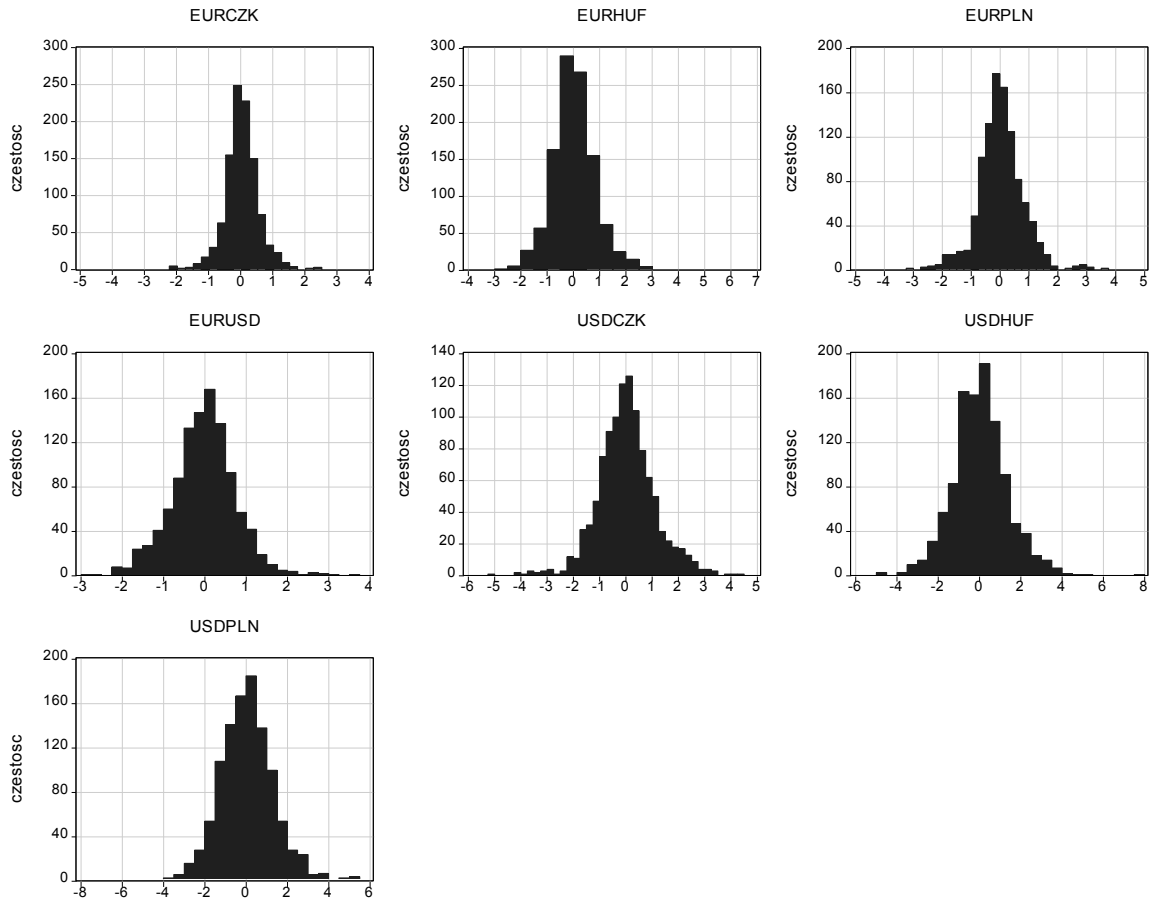 EURCZK
300
250
200
150
100
50
0
czestosc
-5 -4 -3 -2 -1 0 1 2 3 4
EURHUF
300
250
200
150
100
50
0
czestosc
-4 -3 -2 -1 0 1 2 3 4 5 6 7
EURPLN
200
160
120
80
40
0
czestosc
-5 -4 -3 -2 -1 0 1 2 3 4 5
EURUSD
200
160
120
80
40
0
czestosc
-3 -2 -1 0 1 2 3 4
USDCZK
140
120
100
80
60
40
20
0
czestosc
-6 -5 -4 -3 -2 -1 0 1 2 3 4 5
USDHUF
200
160
120
80
40
0
czestosc
-6 -4 -2 0 2 4 6 8
USDPLN
200
160
120
80
40
0
czestosc
-8 -6 -4 -2 0 2 4 6